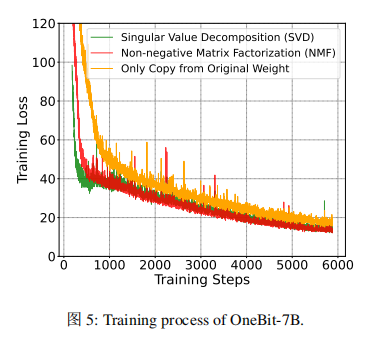 120
100
80
60
40
20
0
Training Loss
Singular Value Decomposition (SVD)
Non-negative Matrix Factorization (NMF)
Only Copy from Original Weight
0 1000 2000 3000 4000 5000 6000
Training Steps
图 5: Training process of OneBit-7B.